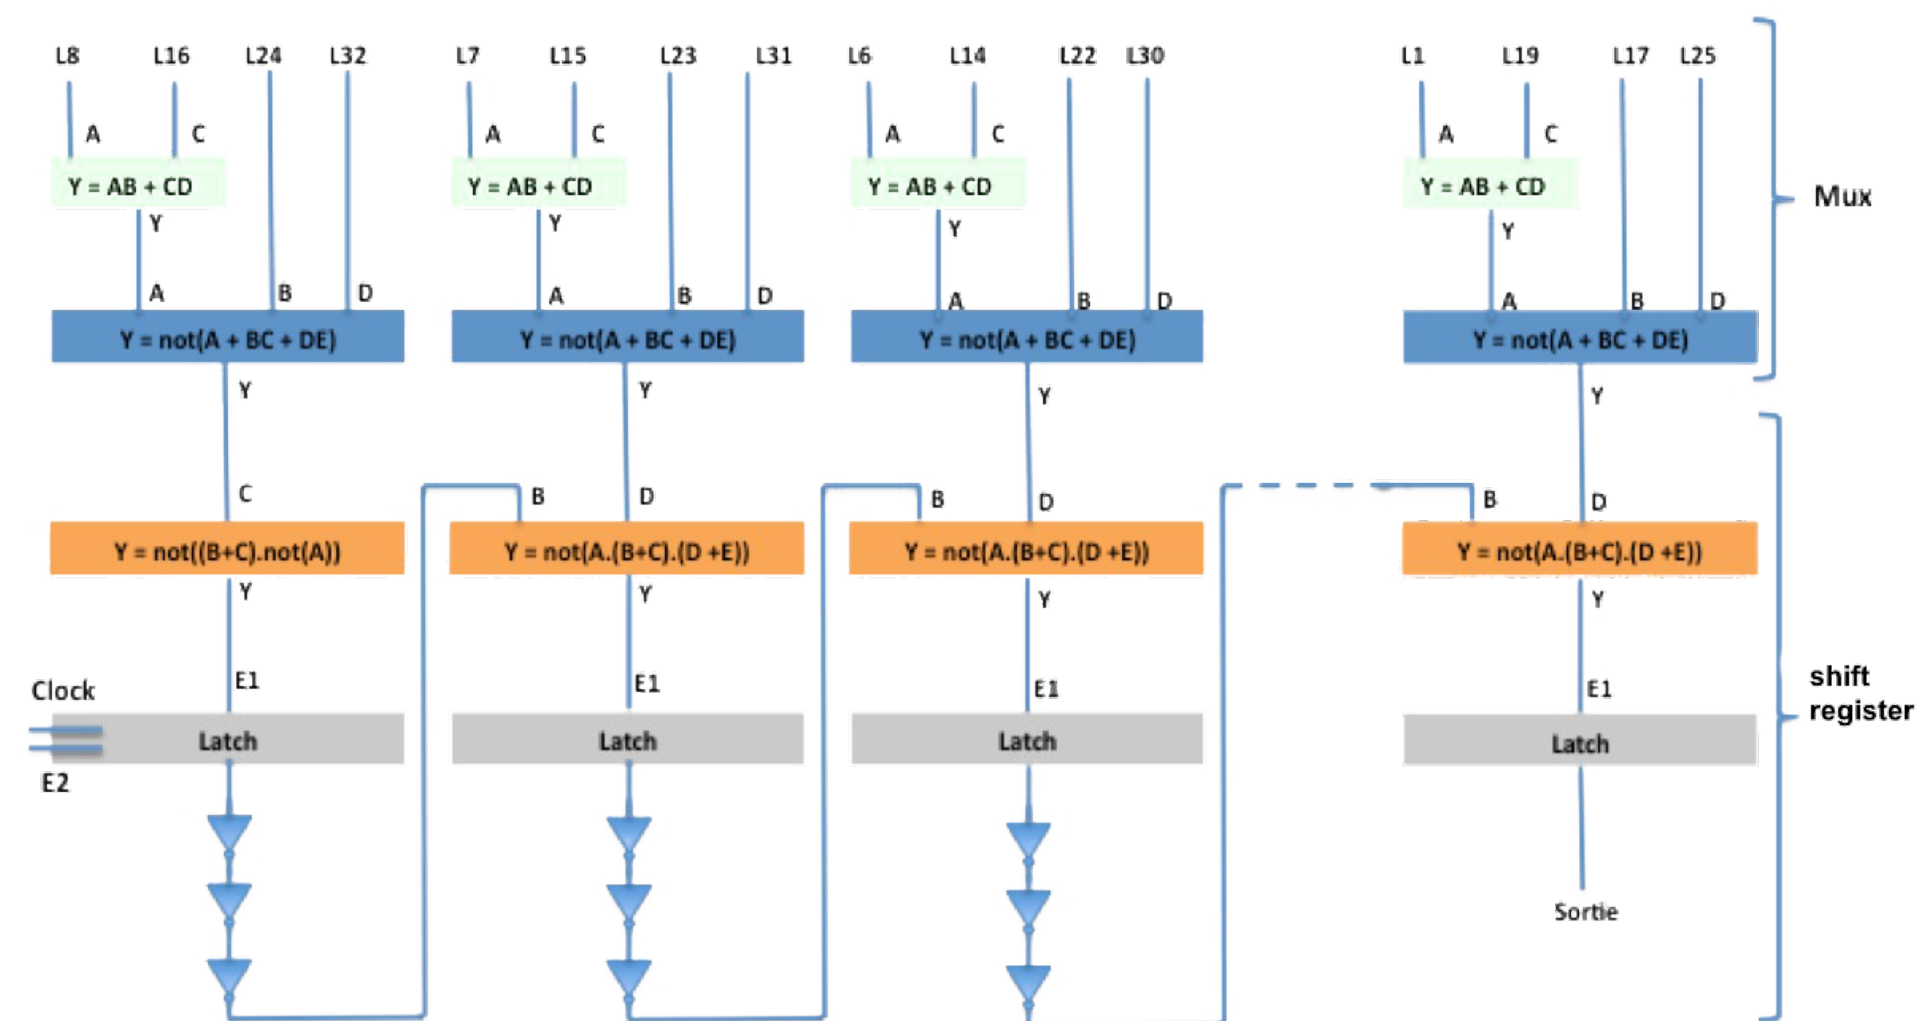 L8 L16 L24 L32 L7 L15 L23 L31 L6 L14 L22 L30 L1 L19 L17 L25
A C A C A C A C
Y = AB + CD Y = AB + CD Y = AB + CD Y = AB + CD
Mux
Y Y Y Y
A B D A B D A B D A B D
Y = not(A + BC + DE) Y = not(A + BC + DE) Y = not(A + BC + DE) Y = not(A + BC + DE)
Y Y Y Y
C B D B D B D
Y = not((B+C).not(A)) Y = not(A.(B+C).(D +E)) Y = not(A.(B+C).(D +E)) Y = not(A.(B+C).(D +E))
Y Y Y Y
E1 E1 E1 E1
Clock
shift
register
Latch Latch Latch Latch
E2
Sortie